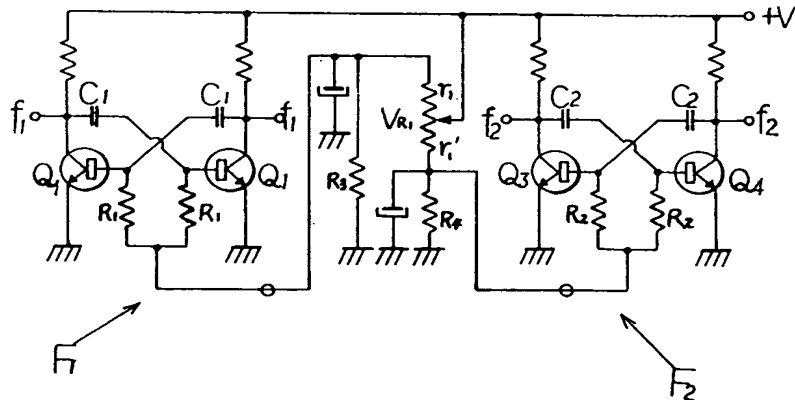 +V
f1 C1 C1 f1 r1 VR1 r1' f2 C2 C2 f2
Q1 Q1 Q3 Q4
R1 R1 R3 R4 R2 R2
F1 F2